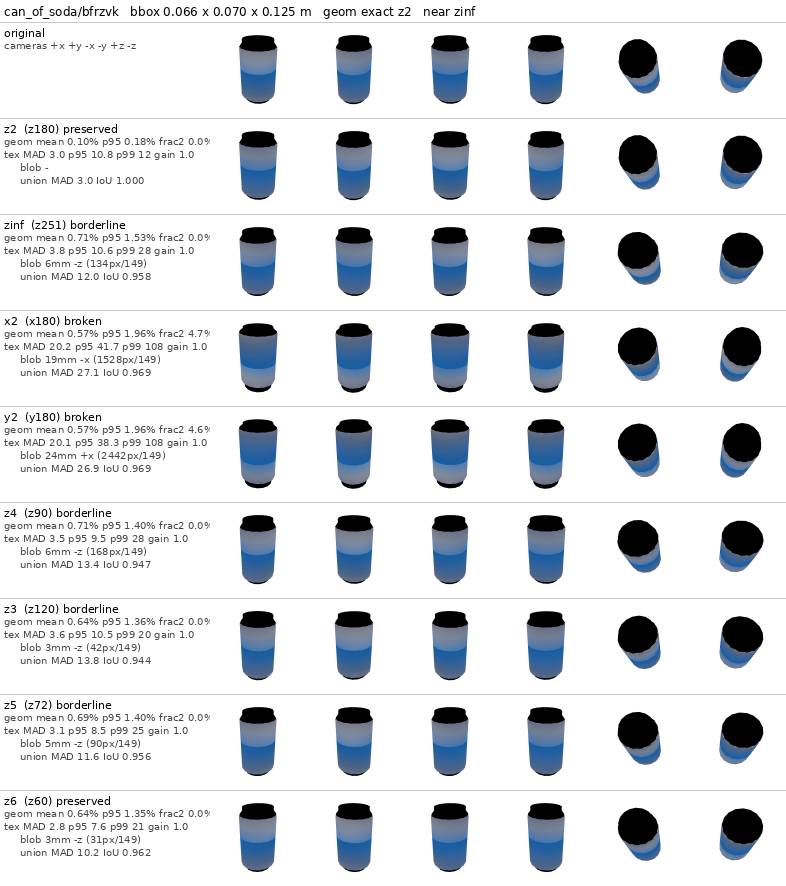 can_of_soda/bfrzvk   bbox 0.066 x 0.070 x 0.125 m   geom exact z2   near zinf
original
cameras +x +y -x -y +z -z
z2  (z180) preserved
geom mean 0.10% p95 0.18% frac2 0.0%
tex MAD 3.0 p95 10.8 p99 12 gain 1.0
blob -
union MAD 3.0 IoU 1.000
zinf  (z251) borderline
geom mean 0.71% p95 1.53% frac2 0.0%
tex MAD 3.8 p95 10.6 p99 28 gain 1.0
blob 6mm -z (134px/149)
union MAD 12.0 IoU 0.958
x2  (x180) broken
geom mean 0.57% p95 1.96% frac2 4.7%
tex MAD 20.2 p95 41.7 p99 108 gain 1.0
blob 19mm -x (1528px/149)
union MAD 27.1 IoU 0.969
y2  (y180) broken
geom mean 0.57% p95 1.96% frac2 4.6%
tex MAD 20.1 p95 38.3 p99 108 gain 1.0
blob 24mm +x (2442px/149)
union MAD 26.9 IoU 0.969
z4  (z90) borderline
geom mean 0.71% p95 1.40% frac2 0.0%
tex MAD 3.5 p95 9.5 p99 28 gain 1.0
blob 6mm -z (168px/149)
union MAD 13.4 IoU 0.947
z3  (z120) borderline
geom mean 0.64% p95 1.36% frac2 0.0%
tex MAD 3.6 p95 10.5 p99 20 gain 1.0
blob 3mm -z (42px/149)
union MAD 13.8 IoU 0.944
z5  (z72) borderline
geom mean 0.69% p95 1.40% frac2 0.0%
tex MAD 3.1 p95 8.5 p99 25 gain 1.0
blob 5mm -z (90px/149)
union MAD 11.6 IoU 0.956
z6  (z60) preserved
geom mean 0.64% p95 1.35% frac2 0.0%
tex MAD 2.8 p95 7.6 p99 21 gain 1.0
blob 3mm -z (31px/149)
union MAD 10.2 IoU 0.962